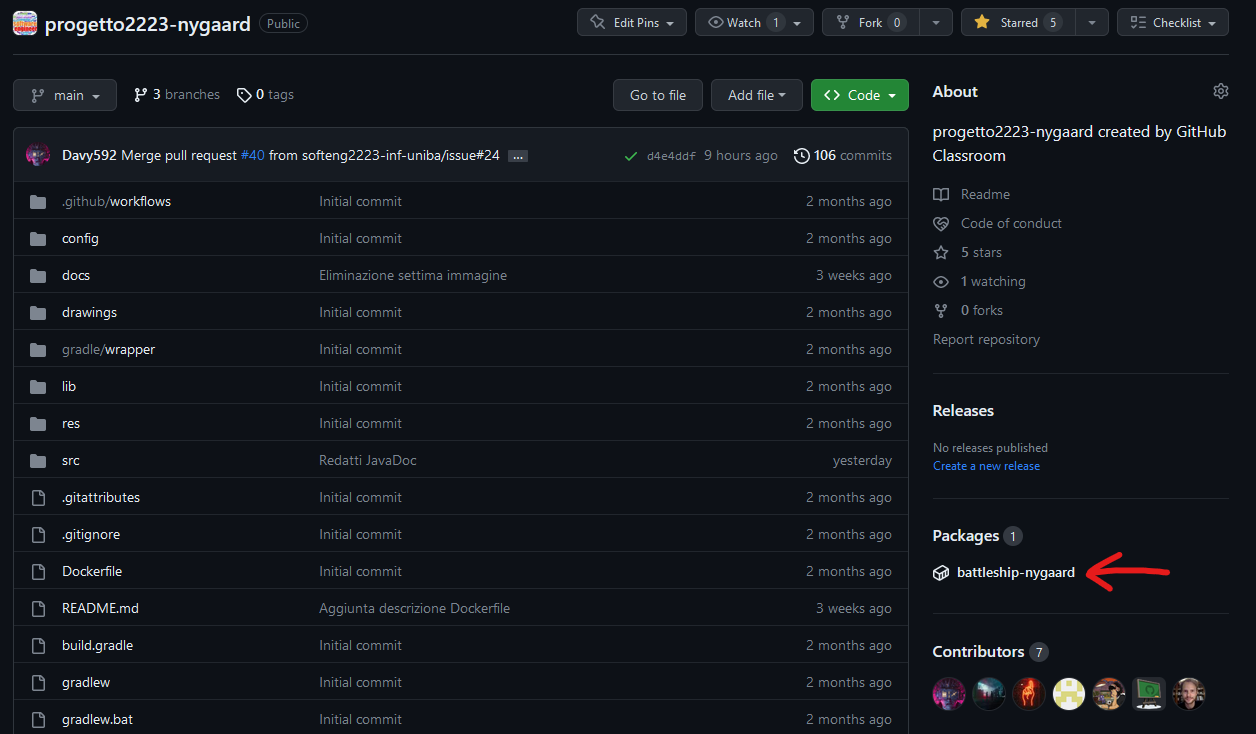 progetto2223-nygaard Public Edit Pins Watch 1 Fork 0 Starred 5 Checklist
main 3 branches 0 tags Go to file Add file Code
Davy592 Merge pull request #40 from softeng2223-inf-uniba/issue#24 ... d4e4ddf 9 hours ago 106 commits
.github/workflows Initial commit 2 months ago
config Initial commit 2 months ago
docs Eliminazione settima immagine 3 weeks ago
drawings Initial commit 2 months ago
gradle/wrapper Initial commit 2 months ago
lib Initial commit 2 months ago
res Initial commit 2 months ago
src Redatti JavaDoc yesterday
.gitattributes Initial commit 2 months ago
.gitignore Initial commit 2 months ago
Dockerfile Initial commit 2 months ago
README.md Aggiunta descrizione Dockerfile 3 weeks ago
build.gradle Initial commit 2 months ago
gradlew Initial commit 2 months ago
gradlew.bat Initial commit 2 months ago
About
progetto2223-nygaard created by GitHub
Classroom
Readme
Code of conduct
5 stars
1 watching
0 forks
Report repository
Releases
No releases published
Create a new release
Packages 1
battleship-nygaard
Contributors 7